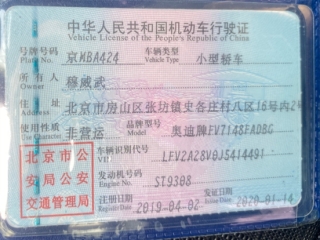 中华人民共和国机动车行驶证
Vehicle License of the People's Republic of China
号牌号码 京MBA424 车辆类型 小型轿车
Plate No. Vehicle Type
所有人 穆威武
Owner
住址 北京市房山区张坊镇史各庄村八区16号内2号
Address
使用性质 非营运 品牌型号 奥迪牌FV7148FADBG
Use Character Model
北京市公安局公安交通管理局
车辆识别代号 LFV2A28V0J5414491
VIN
发动机号码 ST9308
Engine No.
注册日期 2019-04-02 发证日期 2020-01-14
Register Date Issue Date